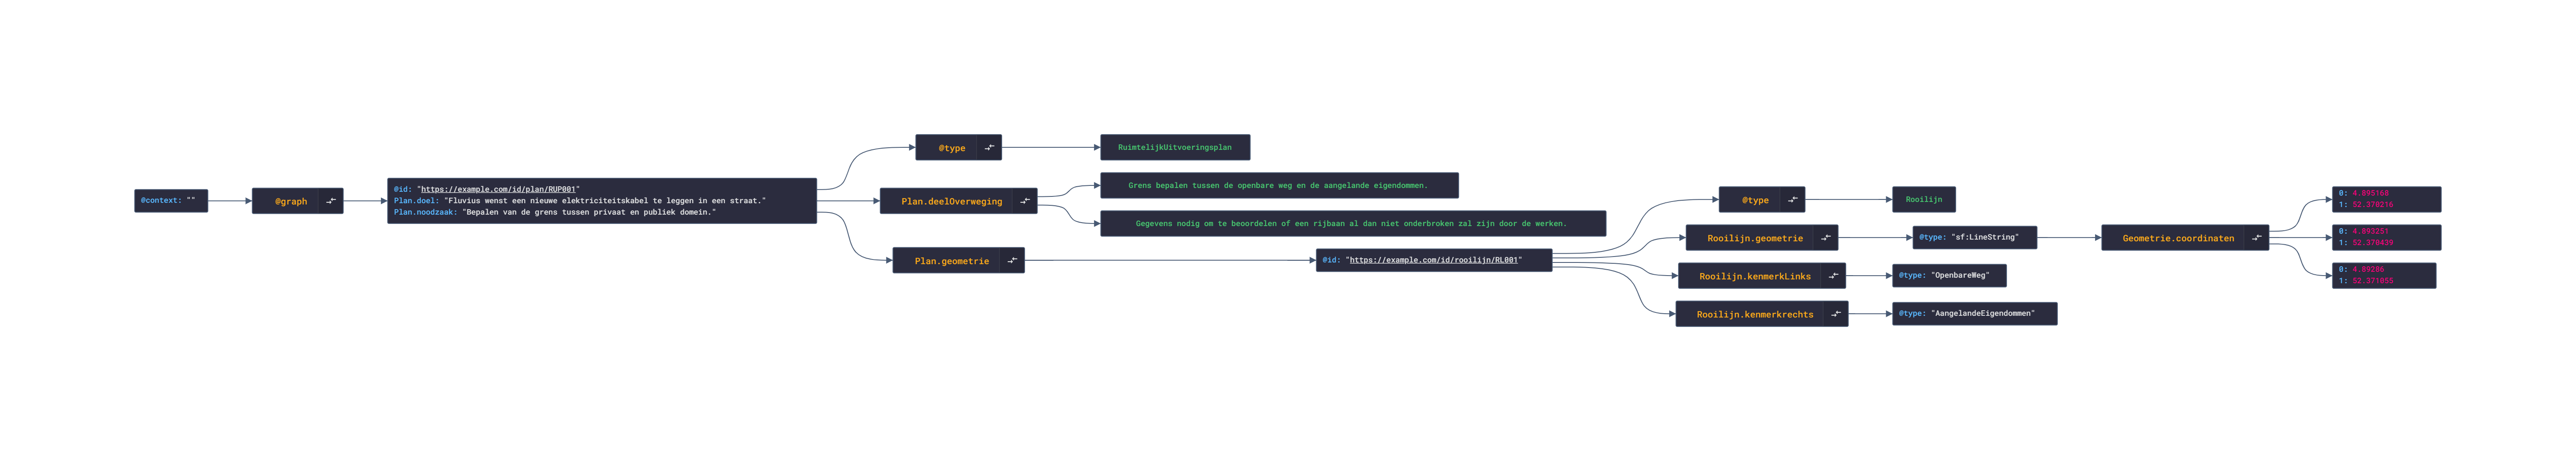 @context: ""
@graph
@id: "https://example.com/id/plan/RUP001"
Plan.doel: "Fluvius wenst een nieuwe elektriciteitskabel te leggen in een straat."
Plan.noodzaak: "Bepalen van de grens tussen privaat en publiek domein."
@type
RuimtelijkUitvoeringsplan
Plan.deelOverweging
Grens bepalen tussen de openbare weg en de aangelande eigendommen.
Gegevens nodig om te beoordelen of een rijbaan al dan niet onderbroken zal zijn door de werken.
Plan.geometrie
@id: "https://example.com/id/rooilijn/RL001"
@type
Rooilijn
Rooilijn.geometrie
@type: "sf:LineString"
Geometrie.coordinaten
0: 4.895168
1: 52.370216
0: 4.893251
1: 52.370439
0: 4.89286
1: 52.371055
Rooilijn.kenmerkLinks
@type: "OpenbareWeg"
Rooilijn.kenmerkrechts
@type: "AangelandeEigendommen"